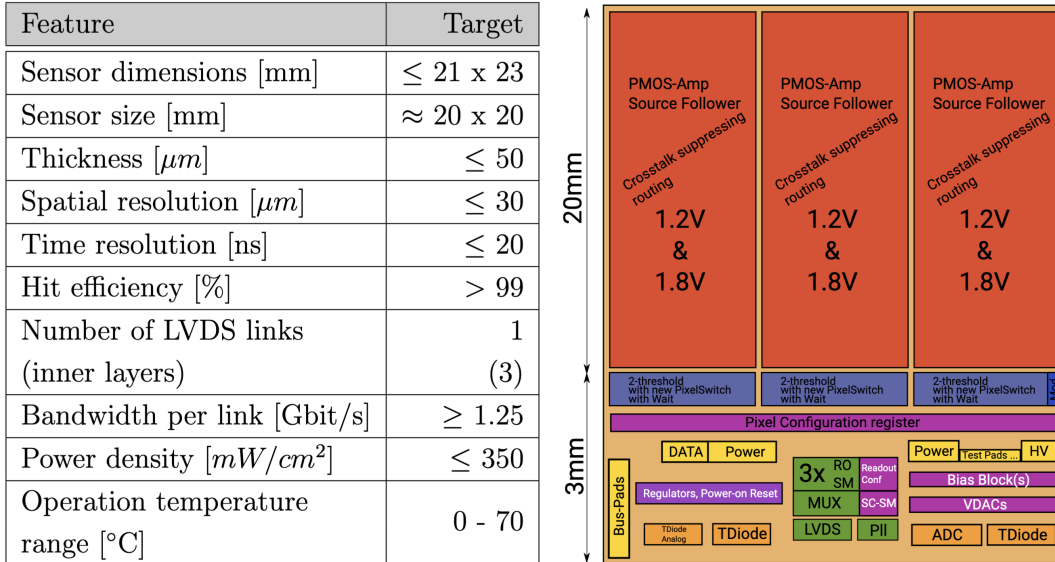 Feature Target
Sensor dimensions [mm] ≤ 21 x 23
Sensor size [mm] ≈ 20 x 20
Thickness [μm] ≤ 50
Spatial resolution [μm] ≤ 30
Time resolution [ns] ≤ 20
Hit efficiency [%] > 99
Number of LVDS links 1
(inner layers) (3)
Bandwidth per link [Gbit/s] ≥ 1.25
Power density [mW/cm²] ≤ 350
Operation temperature
range [°C] 0 - 70
20mm
PMOS-Amp
Source Follower
Crosstalk suppressing
routing
1.2V
&
1.8V
PMOS-Amp
Source Follower
Crosstalk suppressing
routing
1.2V
&
1.8V
PMOS-Amp
Source Follower
Crosstalk suppressing
routing
1.2V
&
1.8V
3mm
2-threshold
with new PixelSwitch
with Wait
2-threshold
with new PixelSwitch
with Wait
2-threshold
with new PixelSwitch
with Wait
Pixel Configuration register
DATA Power
Power Test Pads ... HV
Bus-Pads
Regulators, Power-on Reset
3x RO
SM
Readout
Conf
MUX SC-SM
LVDS Pll
Bias Block(s)
VDACs
TDiode
Analog
TDiode
ADC TDiode